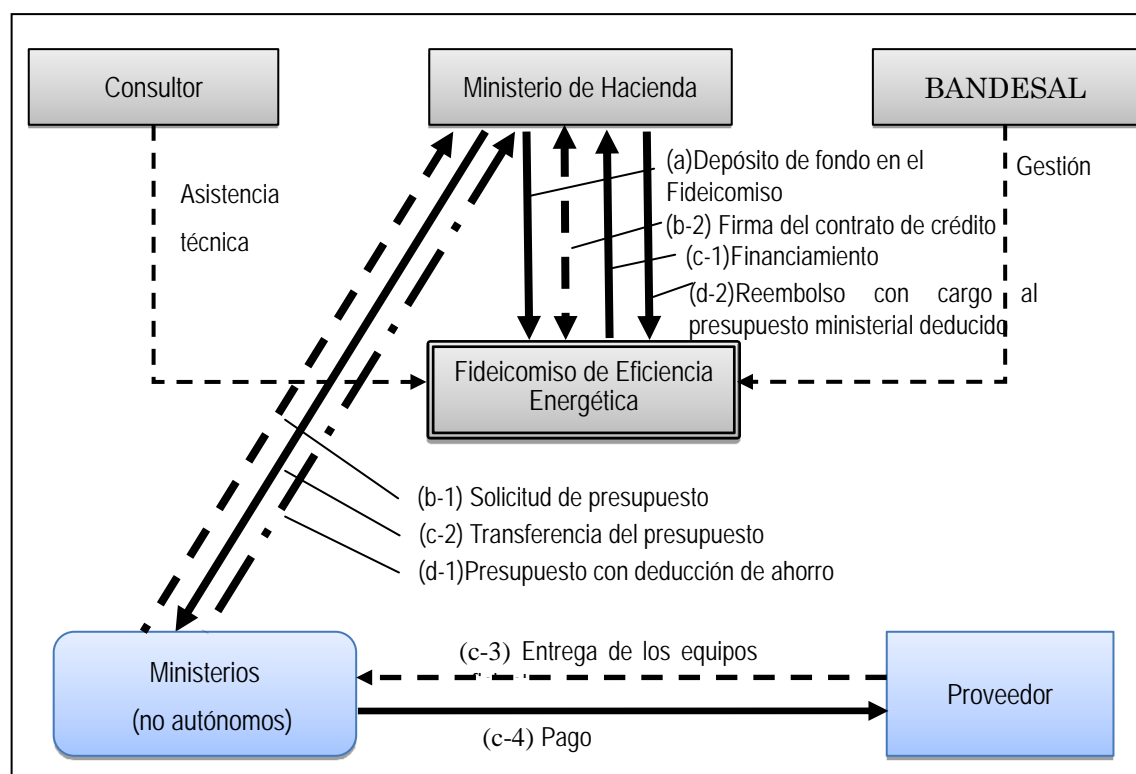 Consultor
Ministerio de Hacienda
BANDESAL
Asistencia
técnica
(a)Depósito de fondo en el
Fideicomiso
Gestión
(b-2) Firma del contrato de crédito
(c-1)Financiamiento
(d-2)Reembolso con cargo al
presupuesto ministerial deducido
Fideicomiso de Eficiencia
Energética
(b-1) Solicitud de presupuesto
(c-2) Transferencia del presupuesto
(d-1)Presupuesto con deducción de ahorro
Ministerios
(no autónomos)
(c-3) Entrega de los equipos
Proveedor
(c-4) Pago